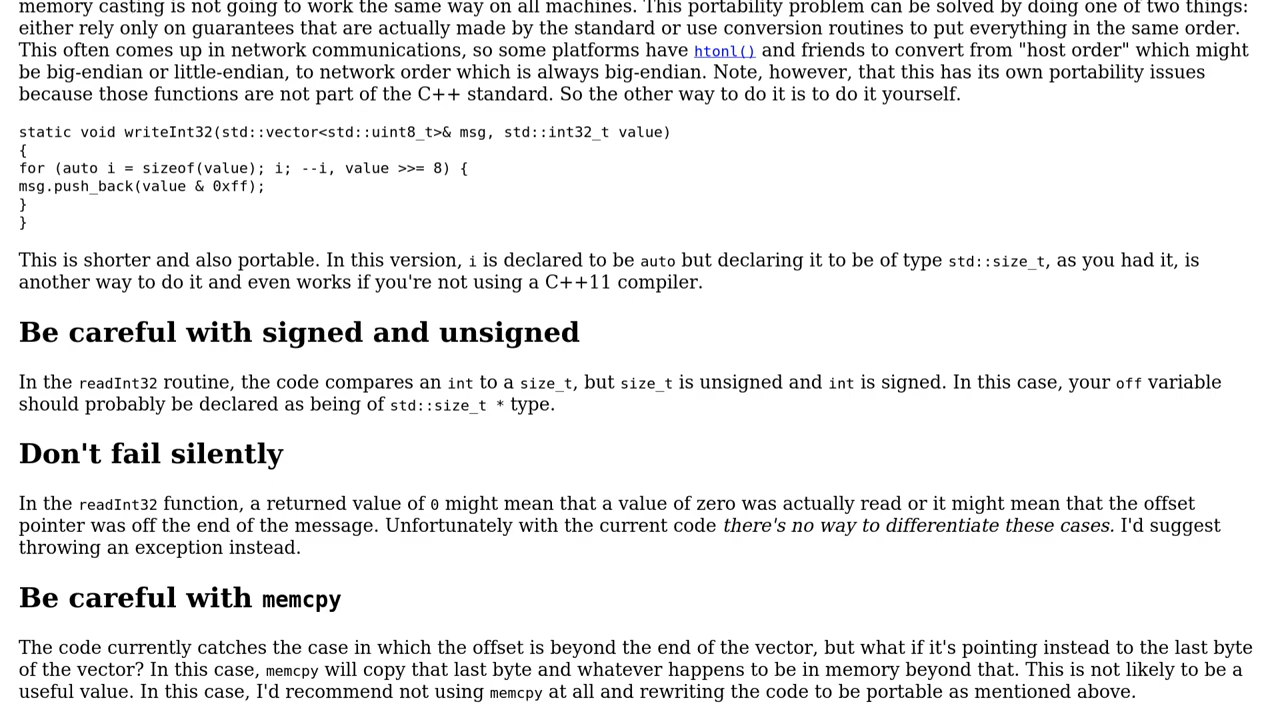 memory casting is not going to work the same way on all machines. This portability problem can be solved by doing one of two things:
either rely only on guarantees that are actually made by the standard or use conversion routines to put everything in the same order.
This often comes up in network communications, so some platforms have htonl() and friends to convert from "host order" which might
be big-endian or little-endian, to network order which is always big-endian. Note, however, that this has its own portability issues
because those functions are not part of the C++ standard. So the other way to do it is to do it yourself.
static void writeInt32(std::vector<std::uint8_t>& msg, std::int32_t value)
{
for (auto i = sizeof(value); i; --i, value >>= 8) {
msg.push_back(value & 0xff);
}
}
This is shorter and also portable. In this version, i is declared to be auto but declaring it to be of type std::size_t, as you had it, is
another way to do it and even works if you're not using a C++11 compiler.
Be careful with signed and unsigned
In the readInt32 routine, the code compares an int to a size_t, but size_t is unsigned and int is signed. In this case, your off variable
should probably be declared as being of std::size_t * type.
Don't fail silently
In the readInt32 function, a returned value of 0 might mean that a value of zero was actually read or it might mean that the offset
pointer was off the end of the message. Unfortunately with the current code there's no way to differentiate these cases. I'd suggest
throwing an exception instead.
Be careful with memcpy
The code currently catches the case in which the offset is beyond the end of the vector, but what if it's pointing instead to the last byte
of the vector? In this case, memcpy will copy that last byte and whatever happens to be in memory beyond that. This is not likely to be a
useful value. In this case, I'd recommend not using memcpy at all and rewriting the code to be portable as mentioned above.